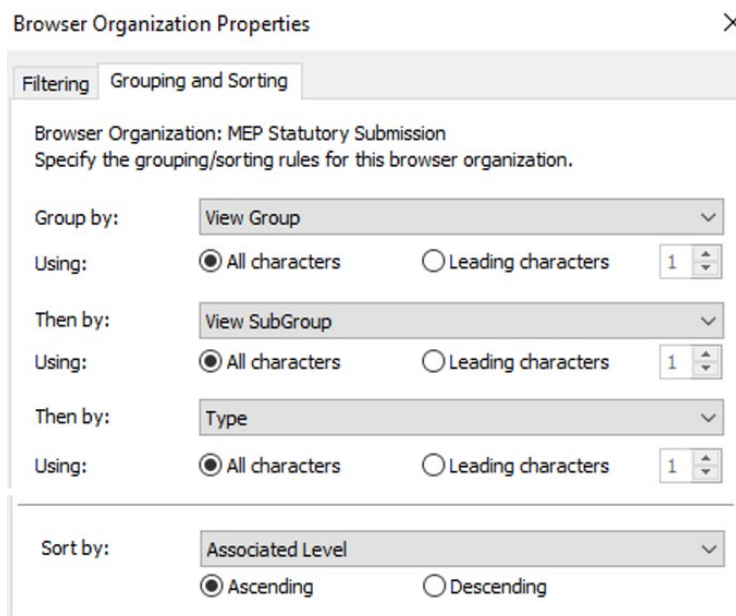 Browser Organization Properties
Filtering Grouping and Sorting
Browser Organization: MEP Statutory Submission
Specify the grouping/sorting rules for this browser organization.
Group by: View Group
Using: All characters Leading characters 1
Then by: View SubGroup
Using: All characters Leading characters 1
Then by: Type
Using: All characters Leading characters 1
Sort by: Associated Level
Ascending Descending